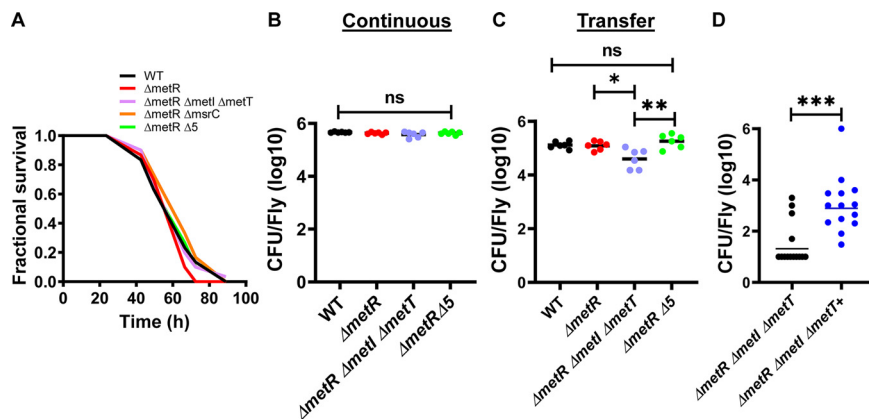 A
WT
ΔmetR
ΔmetR ΔmetI ΔmetT
ΔmetR ΔmsrC
ΔmetR Δ5
Fractional survival
1.0
0.8
0.6
0.4
0.2
0.0
0 20 40 60 80 100
Time (h)
B
Continuous
ns
CFU/Fly (log10)
6
4
2
0
WT
ΔmetR
ΔmetR ΔmetI ΔmetT
ΔmetR Δ5
C
Transfer
ns
*
**
CFU/Fly (log10)
6
4
2
0
WT
ΔmetR
ΔmetR ΔmetI ΔmetT
ΔmetR Δ5
D
***
CFU/Fly (log10)
6
4
2
0
ΔmetR ΔmetI ΔmetT
ΔmetR ΔmetI ΔmetT+